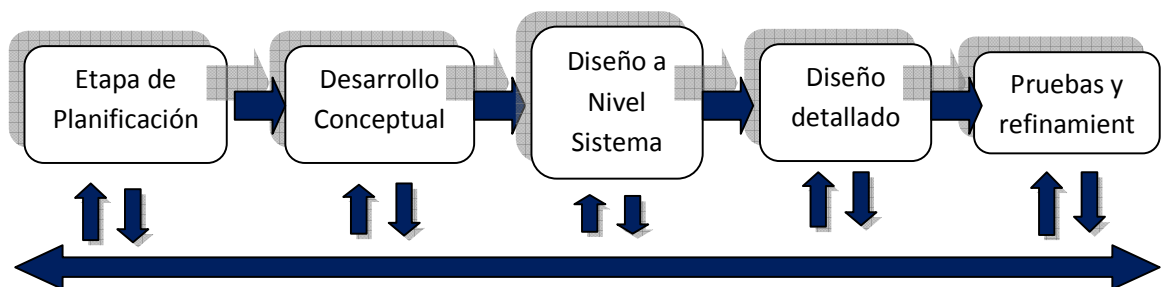 Etapa de
Planificación
Desarrollo
Conceptual
Diseño a
Nivel
Sistema
Diseño
detallado
Pruebas y
refinamient